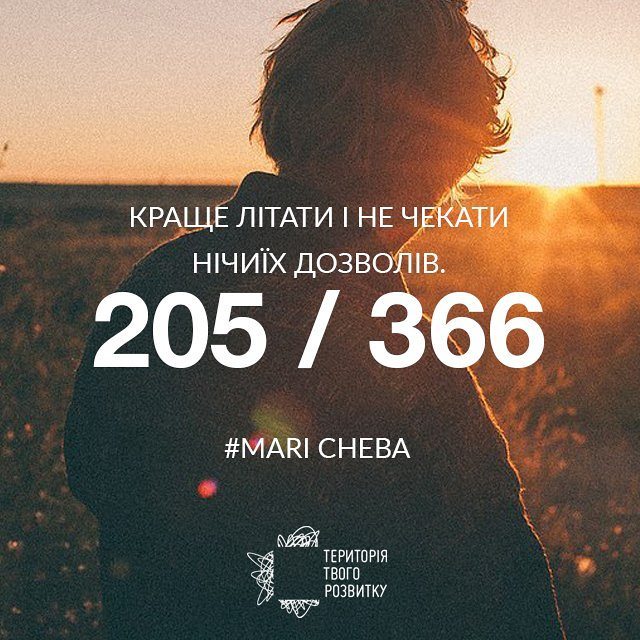 КРАЩЕ ЛІТАТИ І НЕ ЧЕКАТИ
НІЧИЇХ ДОЗВОЛІВ.
205 / 366
#MARI CHEBA
ТЕРИТОРІЯ
ТВОГО
РОЗВИТКУ